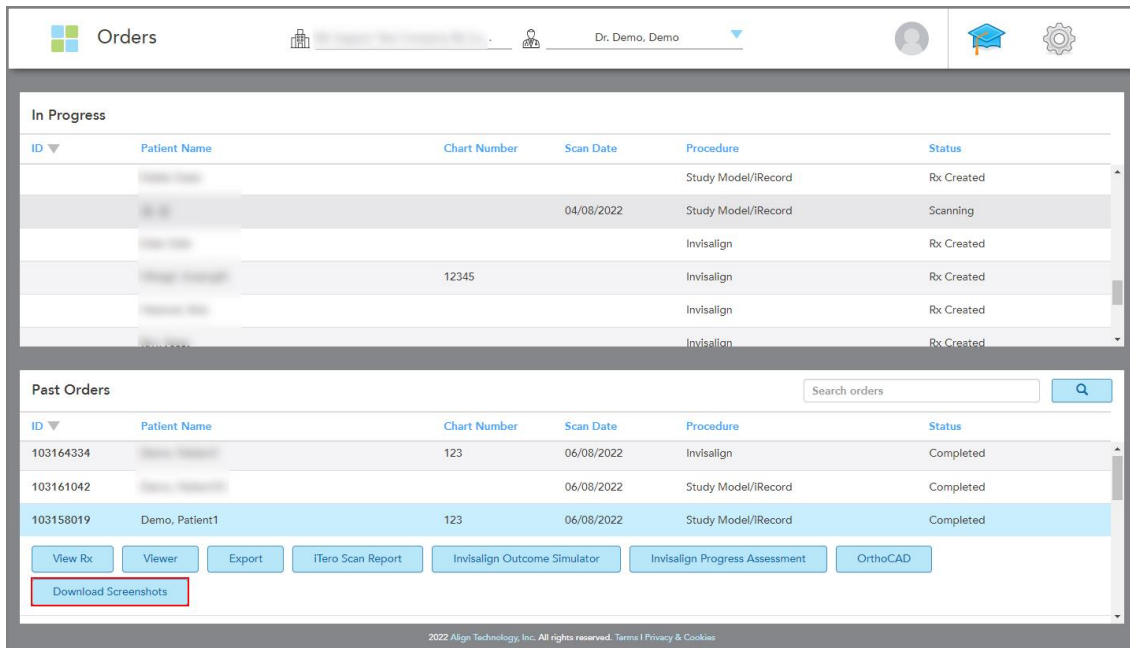 Orders Dr. Demo, Demo
In Progress
ID Patient Name Chart Number Scan Date Procedure Status
Study Model/iRecord Rx Created
04/08/2022 Study Model/iRecord Scanning
Invisalign Rx Created
12345 Invisalign Rx Created
Invisalign Rx Created
Invisalign Rx Created
Past Orders Search orders
ID Patient Name Chart Number Scan Date Procedure Status
103164334 123 06/08/2022 Invisalign Completed
103161042 06/08/2022 Study Model/iRecord Completed
103158019 Demo, Patient1 123 06/08/2022 Study Model/iRecord Completed
View Rx Viewer Export iTero Scan Report Invisalign Outcome Simulator Invisalign Progress Assessment OrthoCAD
Download Screenshots
2022 Align Technology, Inc. All rights reserved. Terms | Privacy & Cookies